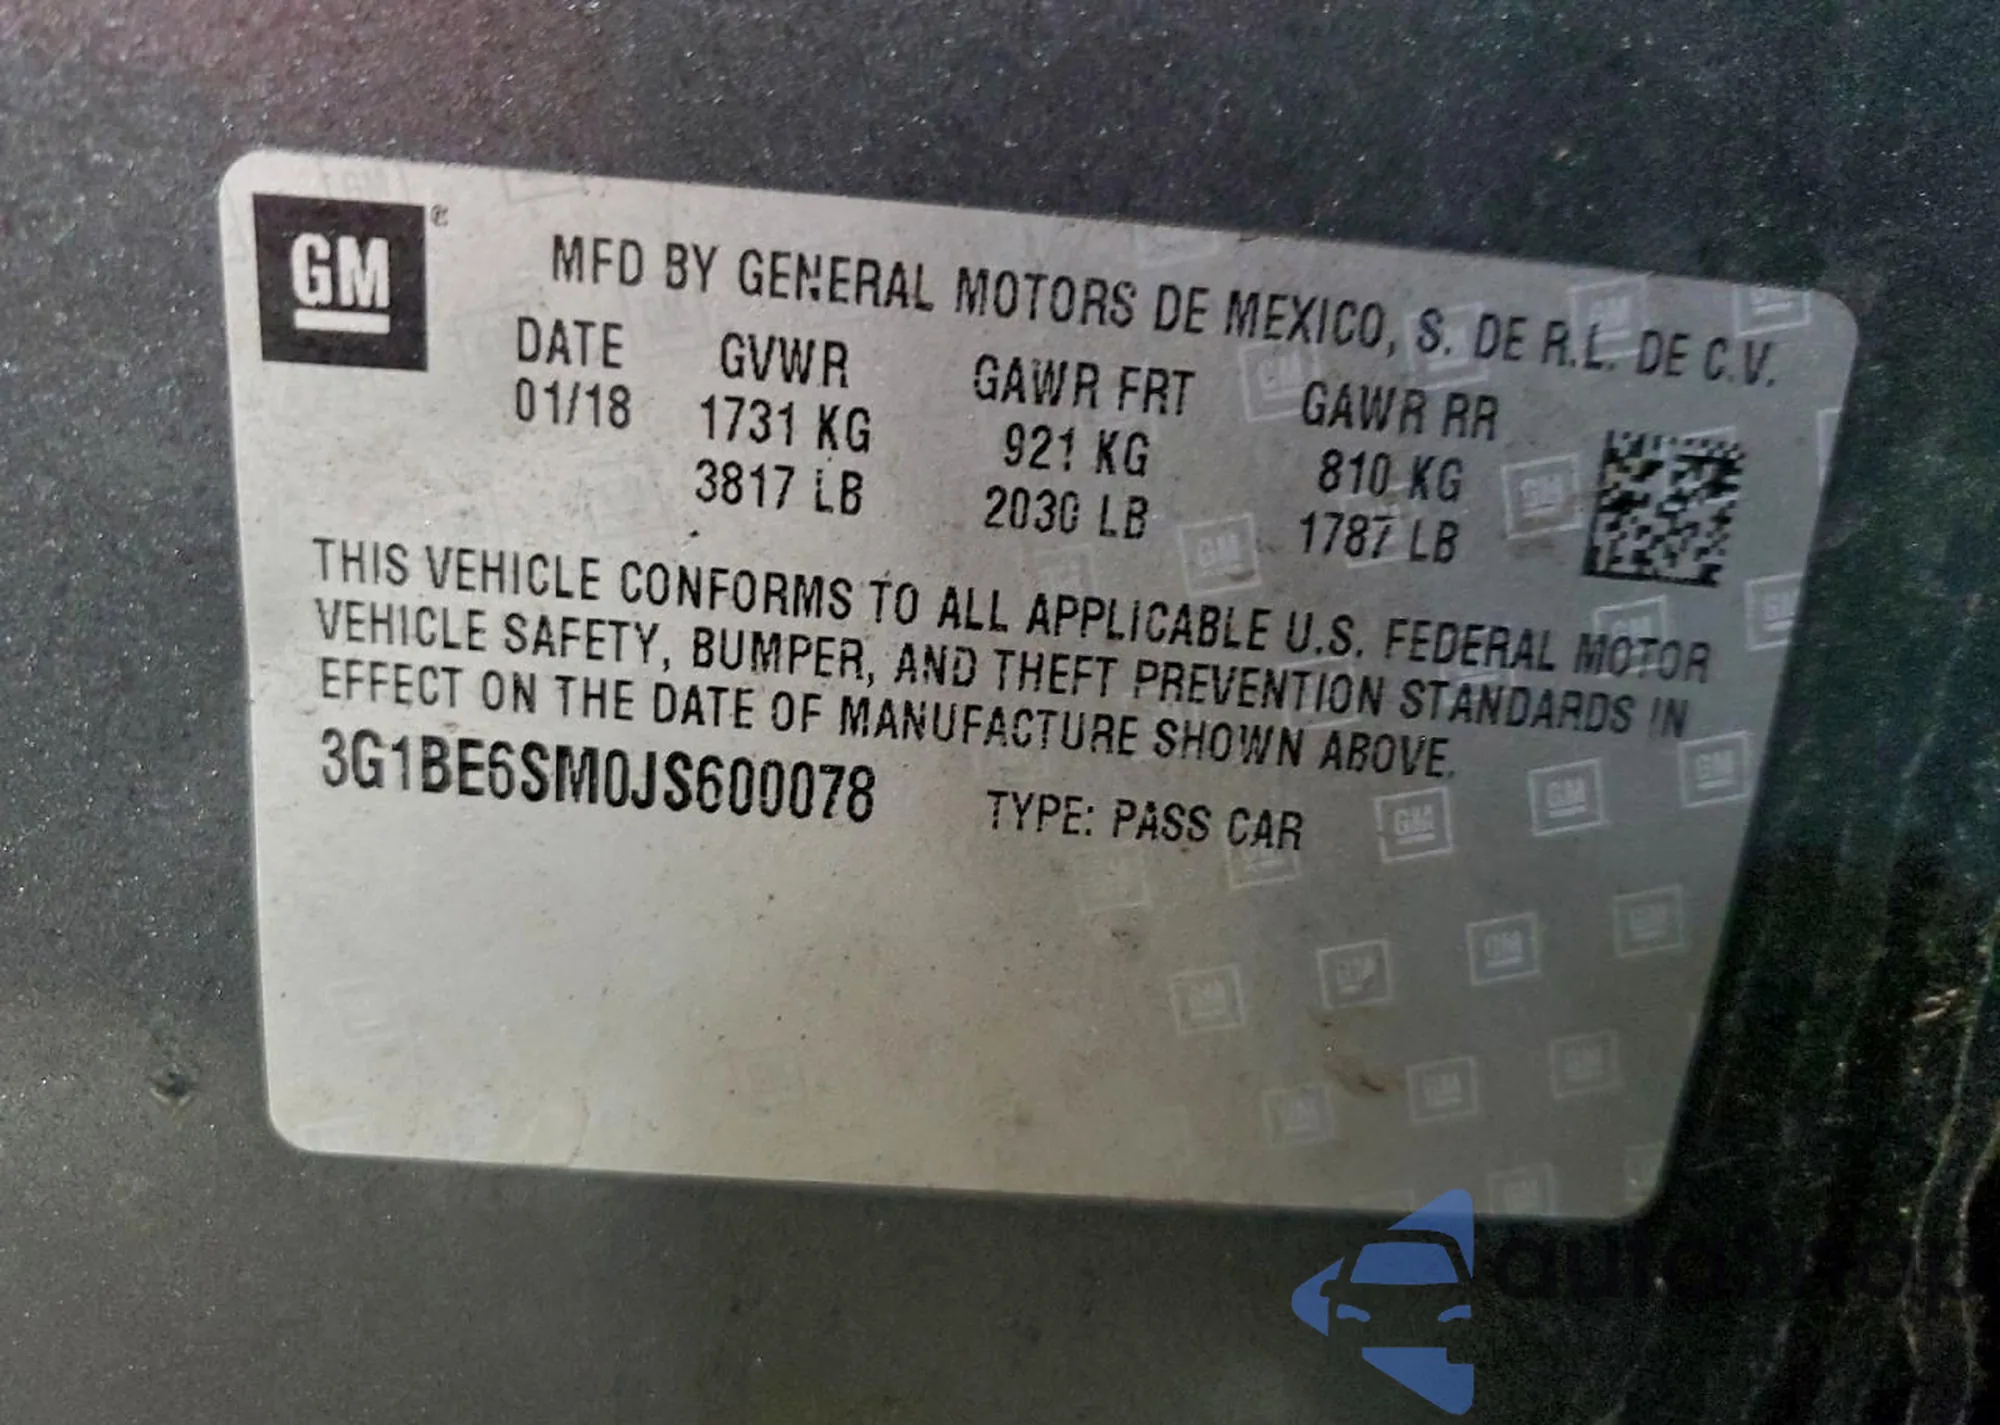 GM®
MFD BY GENERAL MOTORS DE MEXICO, S. DE R.L. DE C.V.
DATE GVWR GAWR FRT GAWR RR
01/18 1731 KG 921 KG 810 KG
3817 LB 2030 LB 1787 LB
THIS VEHICLE CONFORMS TO ALL APPLICABLE U.S. FEDERAL MOTOR
VEHICLE SAFETY, BUMPER, AND THEFT PREVENTION STANDARDS IN
EFFECT ON THE DATE OF MANUFACTURE SHOWN ABOVE.
3G1BE6SM0JS600078 TYPE: PASS CAR